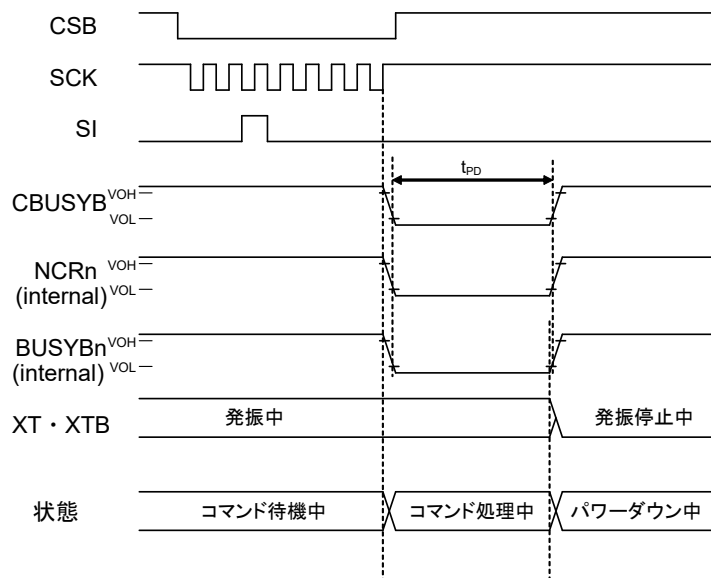 CSB
SCK
SI
tPD
CBUSYB
VOH
VOL
NCRn
(internal)
VOH
VOL
BUSYBn
(internal)
VOH
VOL
XT・XTB
発振中
発振停止中
状態
コマンド待機中
コマンド処理中
パワーダウン中